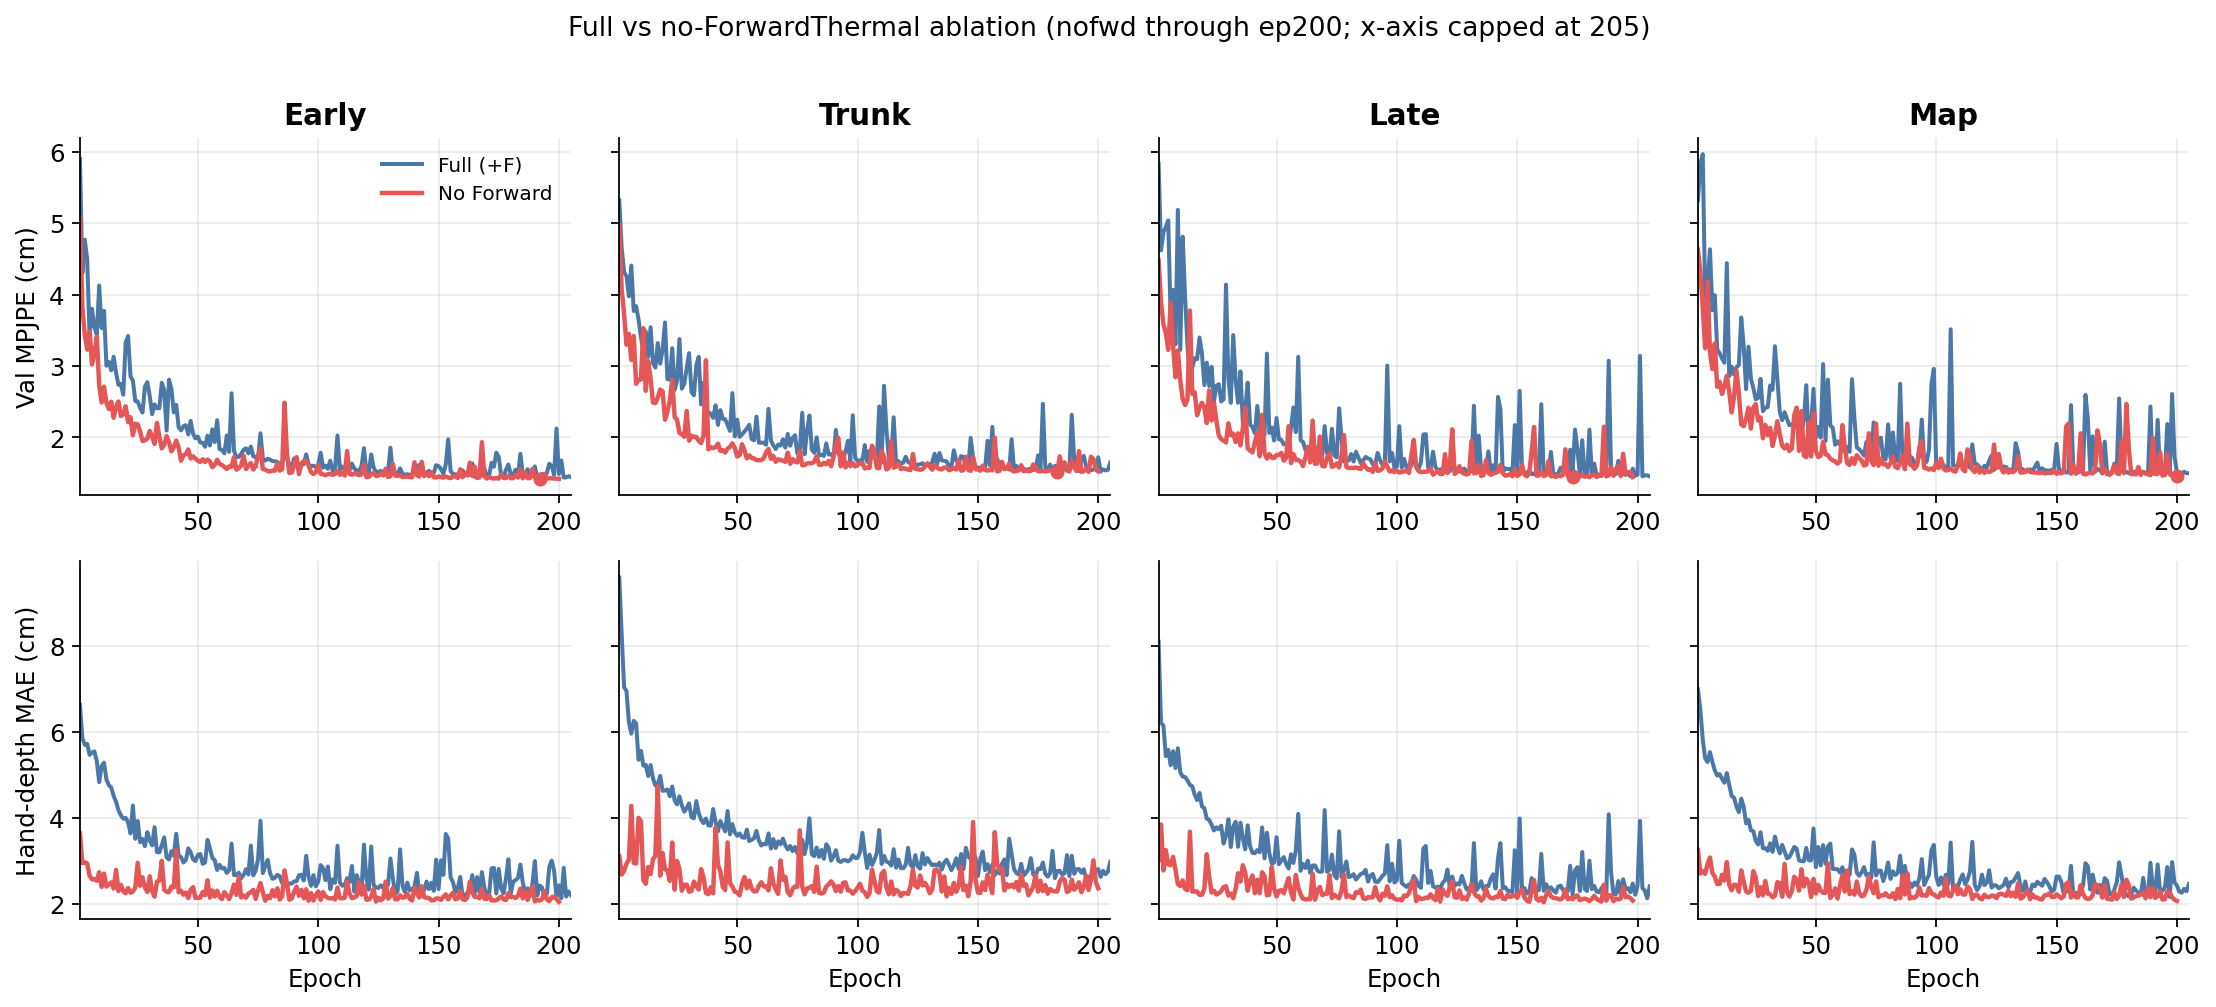 Full vs no-ForwardThermal ablation (nofwd through ep200; x-axis capped at 205)
Early
Trunk
Late
Map
Val MPJPE (cm)
6
5
4
3
2
Full (+F)
No Forward
50 100 150 200
50 100 150 200
50 100 150 200
50 100 150 200
Hand-depth MAE (cm)
8
6
4
2
50 100 150 200
50 100 150 200
50 100 150 200
50 100 150 200
Epoch
Epoch
Epoch
Epoch